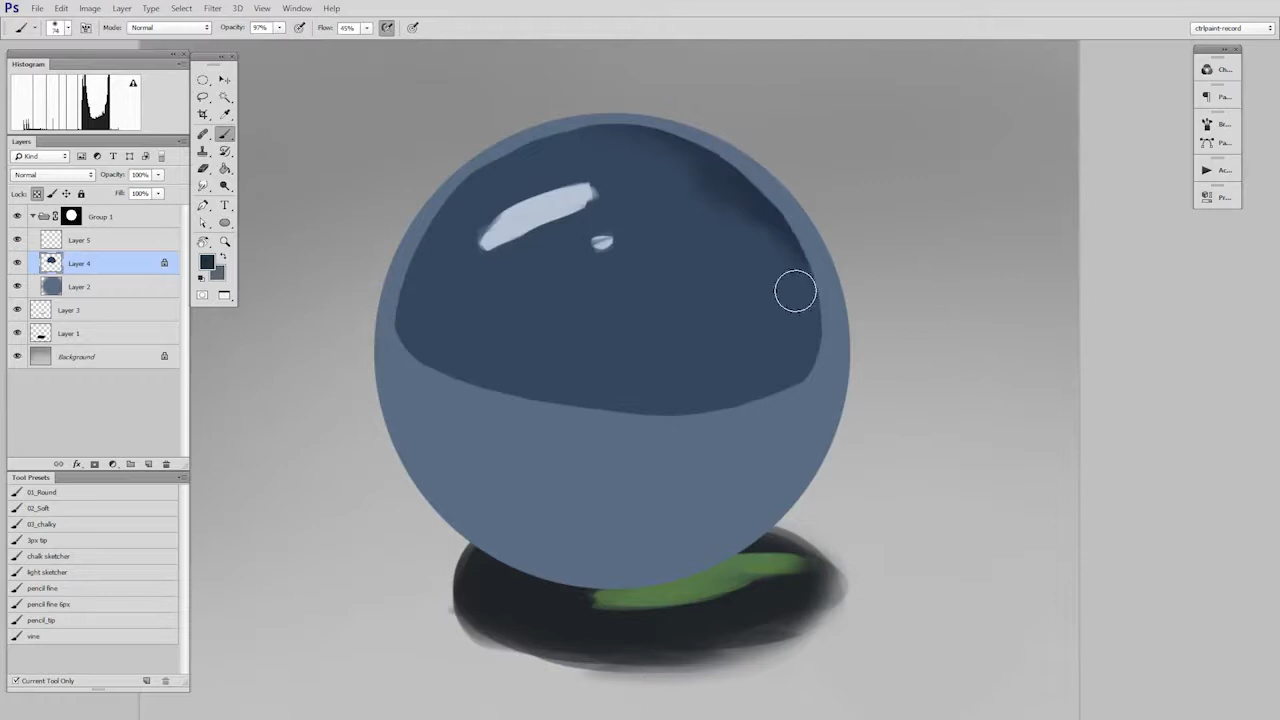 Ps File Edit Image Layer Type Select Filter 3D View Window Help
74 Mode: Normal Opacity: 97% Flow: 45% ctrlpaint-record
Histogram
Layers
Kind
Normal Opacity: 100%
Lock: Fill: 100%
Group 1
Layer 5
Layer 4
Layer 2
Layer 3
Layer 1
Background
fx
Tool Presets
01_Round
02_Soft
03_chalky
3px tip
chalk sketcher
light sketcher
pencil fine
pencil fine 6px
pencil_tip
vine
Current Tool Only
Ch...
Pa...
Br...
Pa...
Ac...
Pr...